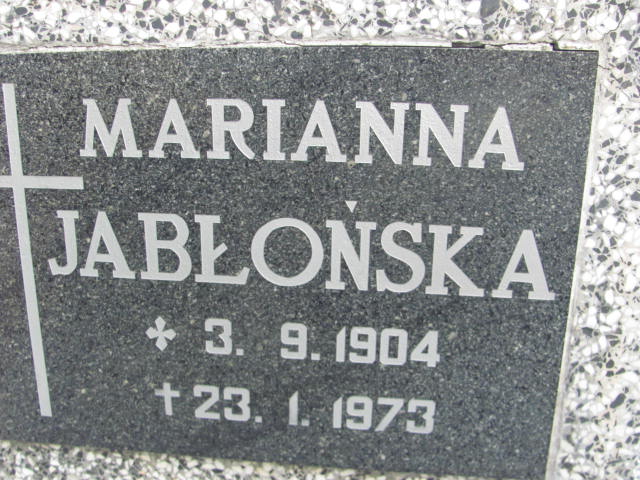 MARIANNA
JABŁOŃSKA
3. 9. 1904
† 23. 1. 1973